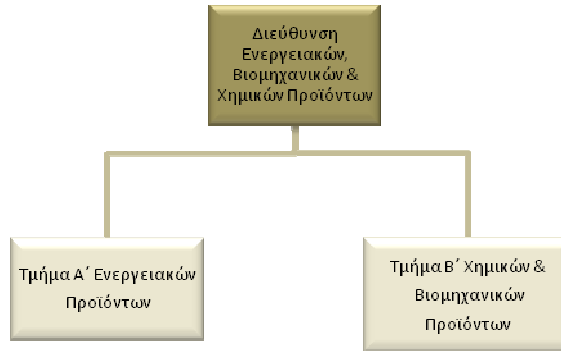 Διεύθυνση
Ενεργειακών,
Βιομηχανικών &
Χημικών Προϊόντων
Τμήμα Α΄ Ενεργειακών
Προϊόντων
Τμήμα Β΄ Χημικών &
Βιομηχανικών
Προϊόντων